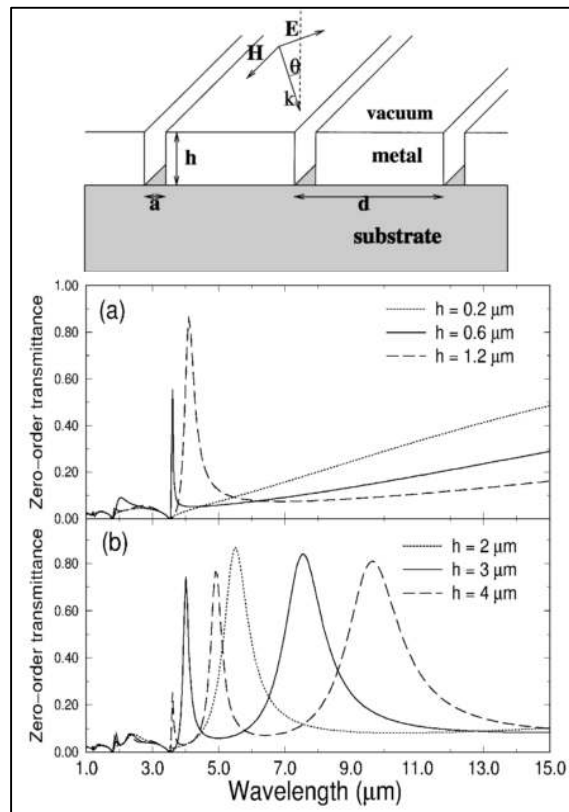 E
H
θ
k
vacuum
h
metal
a
d
substrate
Zero−order transmittance
1.00
0.80
0.60
0.40
0.20
0.00
(a)
h = 0.2 μm
h = 0.6 μm
h = 1.2 μm
Zero−order transmittance
0.80
0.60
0.40
0.20
0.00
(b)
h = 2 μm
h = 3 μm
h = 4 μm
1.0 3.0 5.0 7.0 9.0 11.0 13.0 15.0
Wavelength (μm)